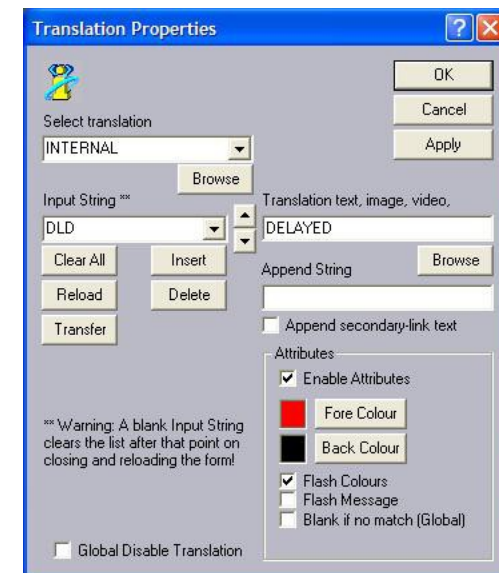 Translation Properties
OK
Cancel
Apply
Select translation
INTERNAL
Browse
Input String **
DLD
Translation text, image, video,
DELAYED
Browse
Clear All
Insert
Reload
Delete
Transfer
Append String
Append secondary-link text
Attributes
Enable Attributes
Fore Colour
Back Colour
Flash Colours
Flash Message
Blank if no match (Global)
** Warning: A blank Input String
clears the list after that point on
closing and reloading the form!
Global Disable Translation